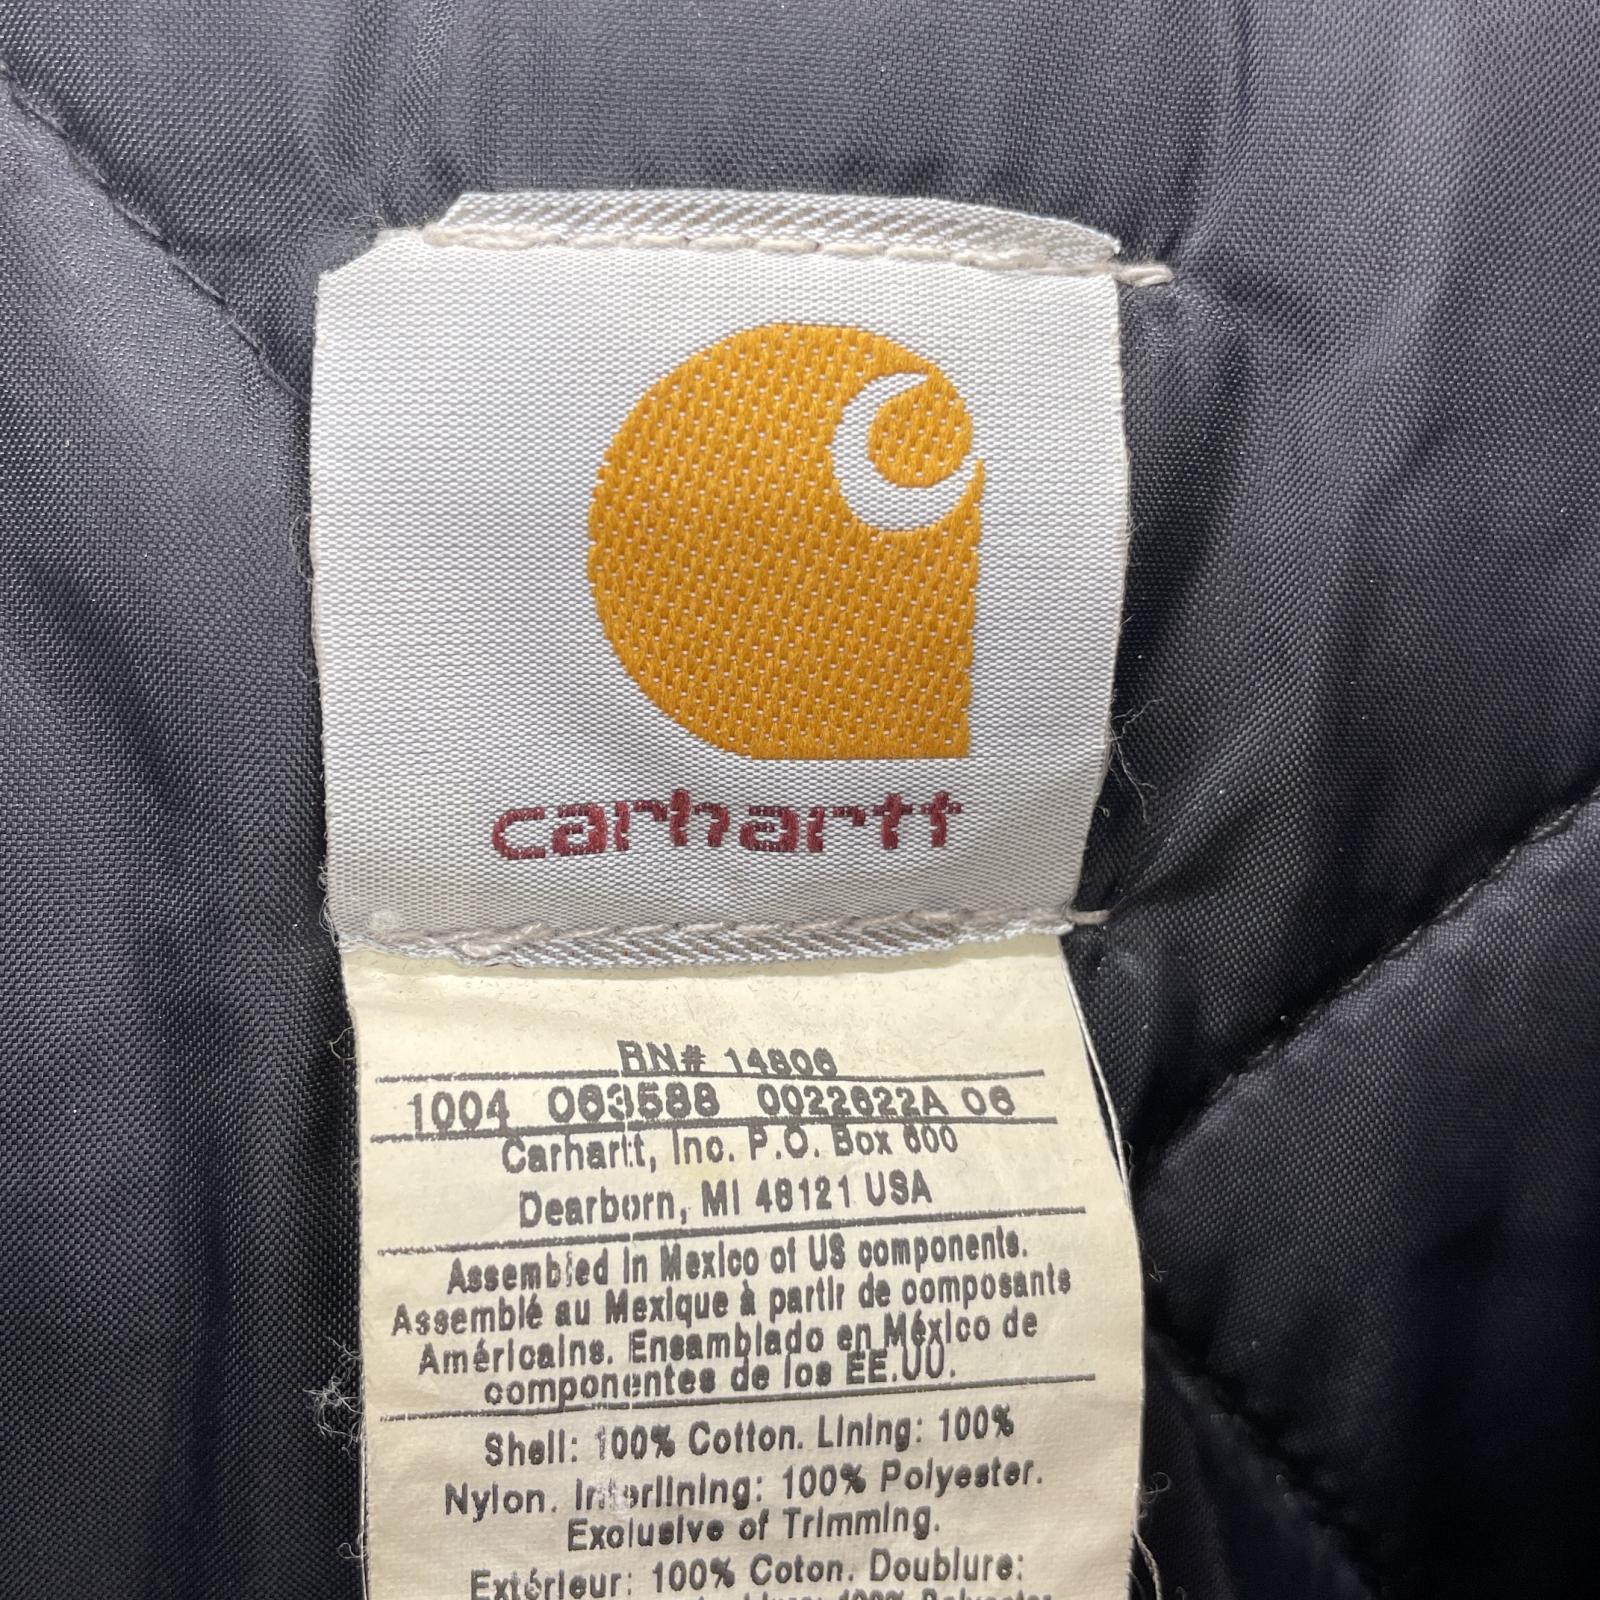 carhartt
RN# 14806
1004 063588 0022622A 06
Carhartt, Inc. P.O. Box 600
Dearborn, MI 48121 USA
Assembled in Mexico of US components.
Assemblé au Mexique à partir de composants
Américains. Ensamblado en México de
componentes de los EE.UU.
Shell: 100% Cotton. Lining: 100%
Nylon. Interlining: 100% Polyester.
Exclusive of Trimming.
Extérieur: 100% Coton. Doublure:
100% Polyester